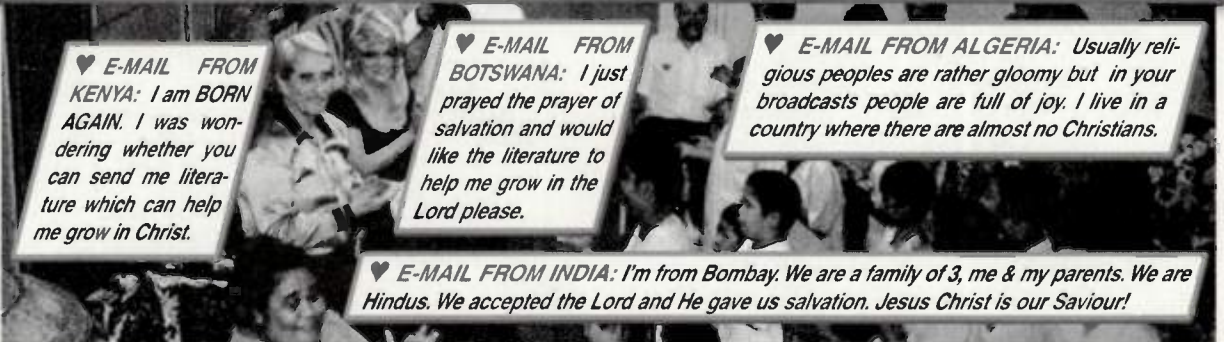 ♥ E-MAIL FROM
KENYA: I am BORN
AGAIN. I was won-
dering whether you
can send me litera-
ture which can help
me grow in Christ.
♥ E-MAIL FROM
BOTSWANA: I just
prayed the prayer of
salvation and would
like the literature to
help me grow in the
Lord please.
♥ E-MAIL FROM ALGERIA: Usually reli-
gious peoples are rather gloomy but in your
broadcasts people are full of joy. I live in a
country where there are almost no Christians.
♥ E-MAIL FROM INDIA: I'm from Bombay. We are a family of 3, me & my parents. We are
Hindus. We accepted the Lord and He gave us salvation. Jesus Christ is our Saviour!